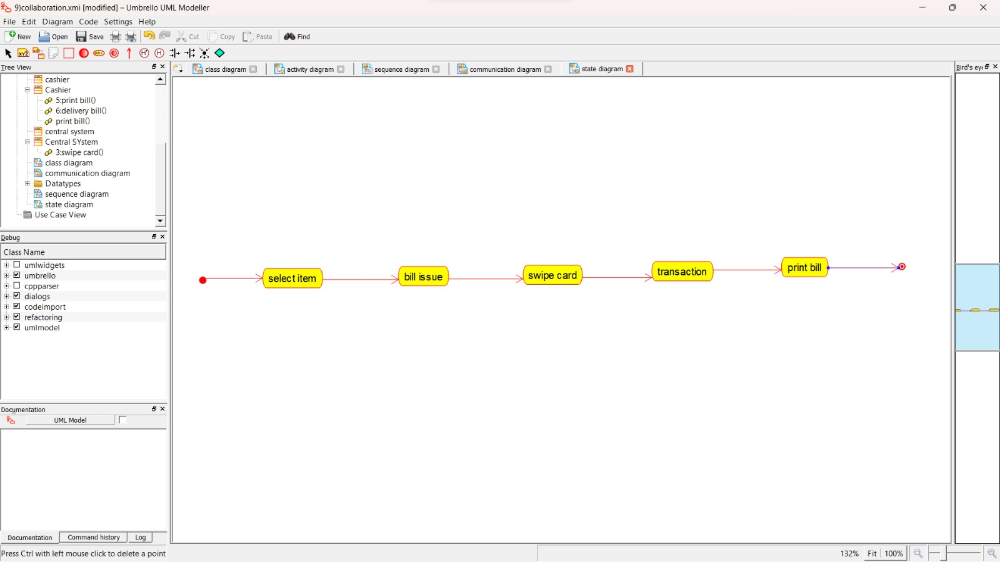 9)collaboration.xmi [modified] – Umbrello UML Modeller
File Edit Diagram Code Settings Help
New Open Save Cut Copy Paste Find
XYZ ABC H* H
Tree View
cashier
Cashier
5:print bill()
6:delivery bill()
print bill()
central system
Central SYstem
3:swipe card()
class diagram
communication diagram
Datatypes
sequence diagram
state diagram
Use Case View
Debug
Class Name
umlwidgets
umbrello
cppparser
dialogs
codeimport
refactoring
umlmodel
Documentation
UML Model
Documentation Command history Log
Press Ctrl with left mouse click to delete a point
class diagram activity diagram sequence diagram communication diagram state diagram
select item
bill issue
swipe card
transaction
print bill
Bird's eye
132% Fit 100%